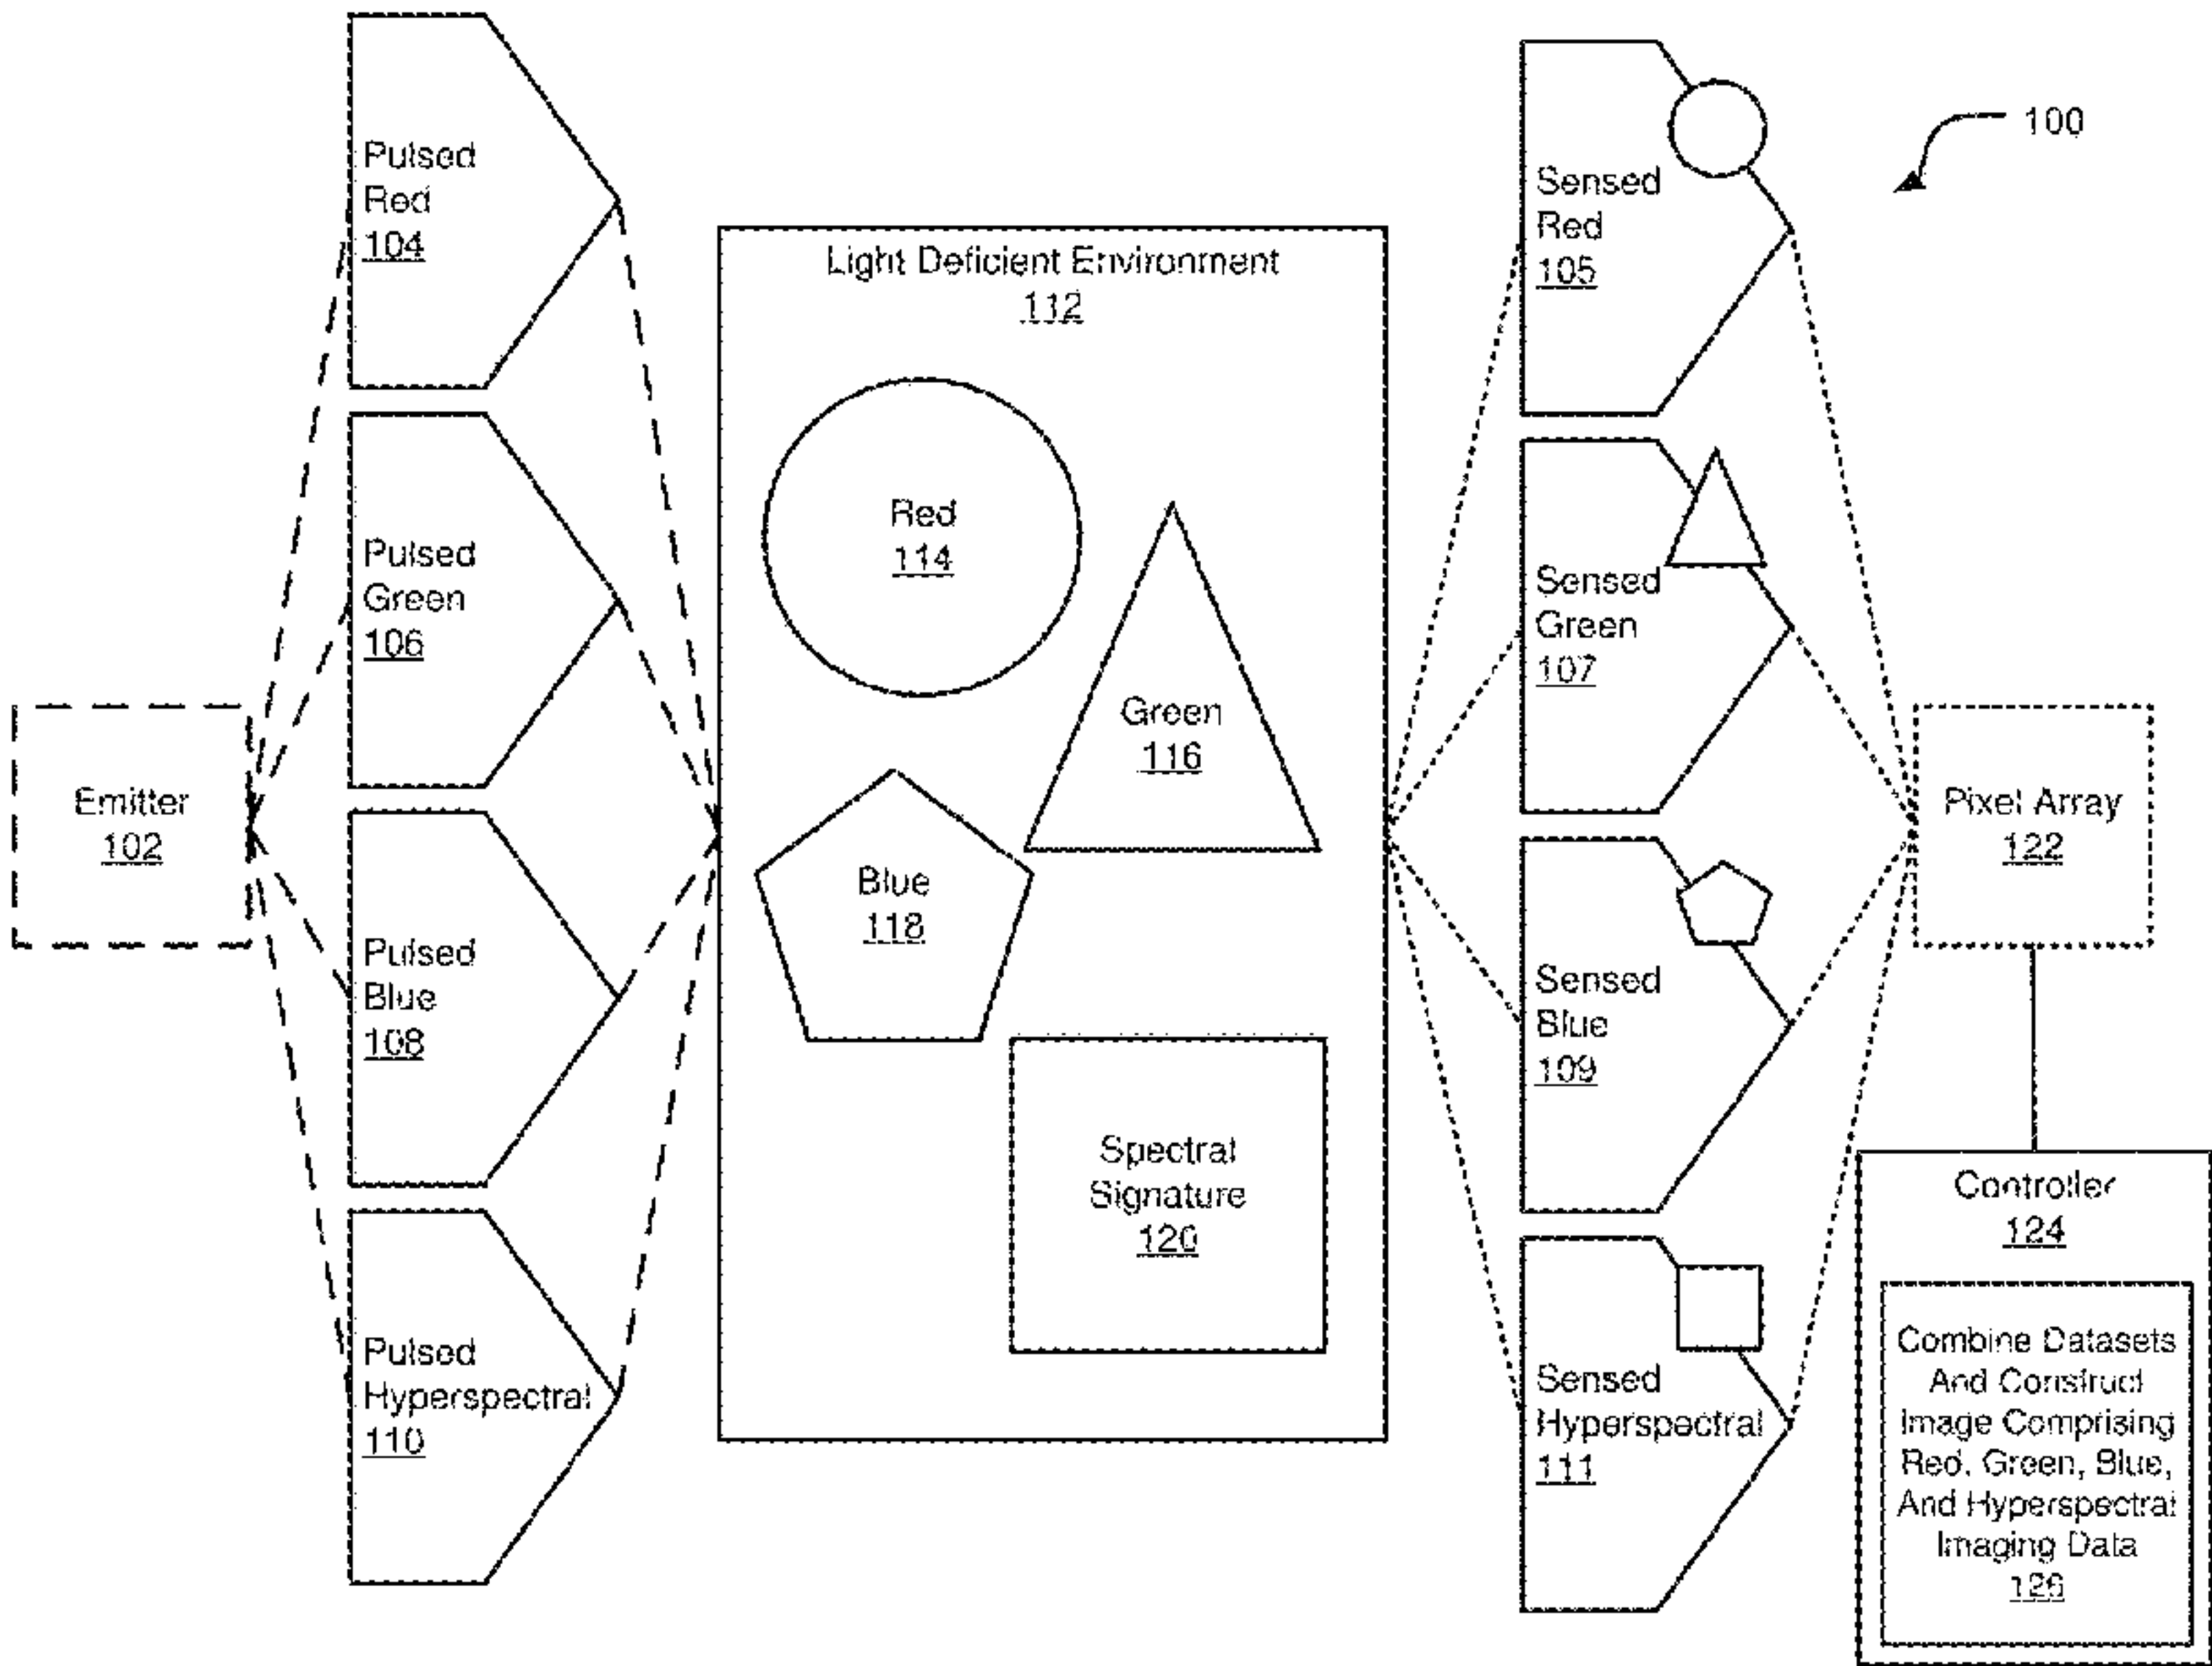 Pulsed
Red
104
Pulsed
Green
106
Emitter
102
Pulsed
Blue
108
Pulsed
Hyperspectral
110
Light Deficient Environment
112
Red
114
Green
116
Blue
118
Spectral
Signature
120
Sensed
Red
105
Sensed
Green
107
Sensed
Blue
109
Sensed
Hyperspectral
111
100
Pixel Array
122
Controller
124
Combine Datasets
And Construct
Image Comprising
Red, Green, Blue,
And Hyperspectral
Imaging Data
126